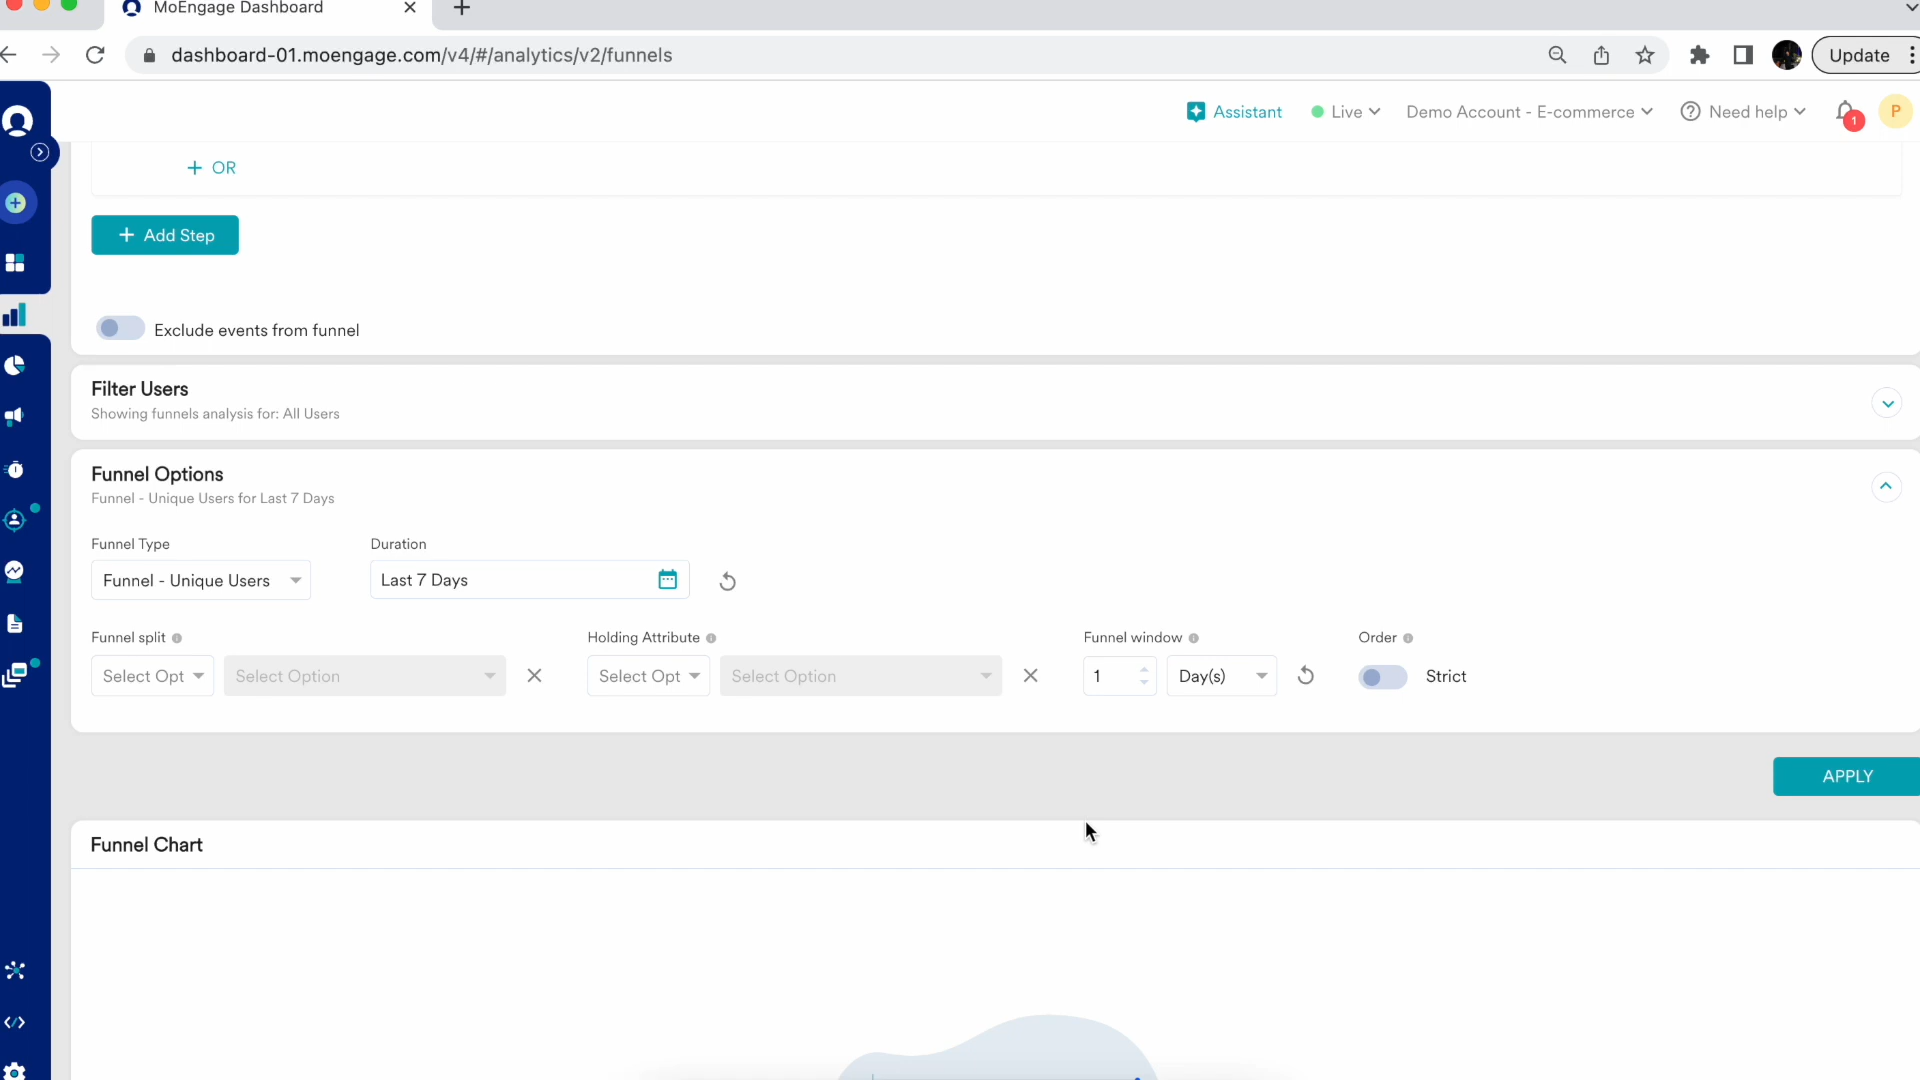 MoEngage Dashboard
dashboard-01.moengage.com/v4/#/analytics/v2/funnels
Update
Assistant
Live
Demo Account - E-commerce
Need help
1
P
+ OR
+ Add Step
Exclude events from funnel
Filter Users
Showing funnels analysis for: All Users
Funnel Options
Funnel - Unique Users for Last 7 Days
Funnel Type
Duration
Funnel - Unique Users
Last 7 Days
Funnel split
Holding Attribute
Funnel window
Order
Select Opt
Select Option
Select Opt
Select Option
1
Day(s)
Strict
APPLY
Funnel Chart